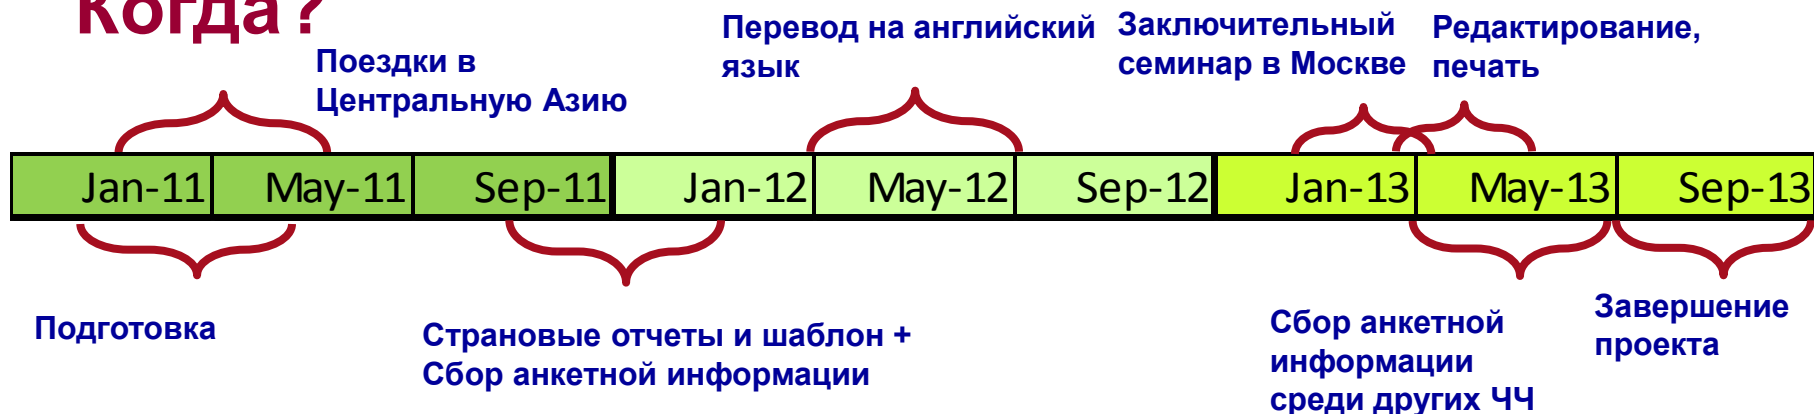 Когда?
Поездки в
Центральную Азию
Перевод на английский
язык
Заключительный
семинар в Москве
Редактирование,
печать
Jan-11 May-11 Sep-11 Jan-12 May-12 Sep-12 Jan-13 May-13 Sep-13
Подготовка
Страновые отчеты и шаблон +
Сбор анкетной информации
Сбор анкетной
информации
среди других ЧЧ
Завершение
проекта